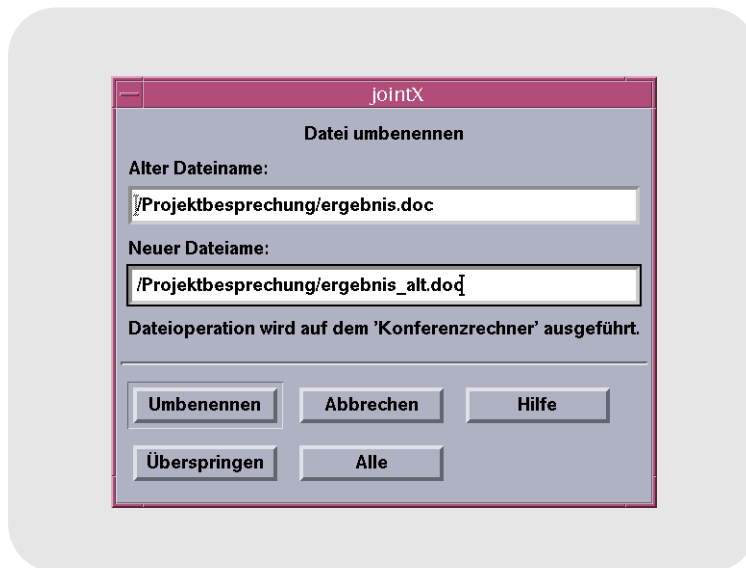 jointX
Datei umbenennen
Alter Dateiname:
/Projektbesprechung/ergebnis.doc
Neuer Dateiame:
/Projektbesprechung/ergebnis_alt.doc
Dateioperation wird auf dem 'Konferenzrechner' ausgeführt.
Umbenennen Abbrechen Hilfe
Überspringen Alle